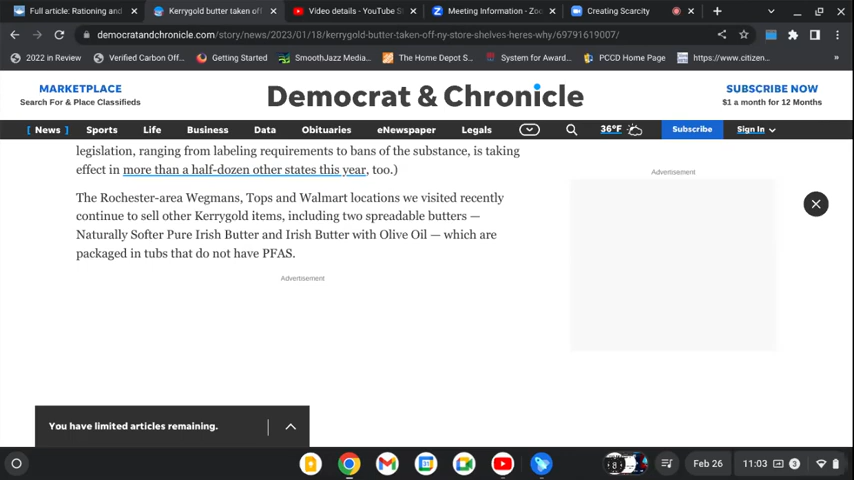 Full article: Rationing and
Kerrygold butter taken of
Video details - YouTube S
Meeting Information - Zoo
Creating Scarcity
democratandchronicle.com/story/news/2023/01/18/kerrygold-butter-taken-off-ny-store-shelves-heres-why/69791619007/
2022 in Review
Verified Carbon Off...
Getting Started
SmoothJazz Media...
The Home Depot S...
System for Award...
PCCD Home Page
https://www.citizen...
»
MARKETPLACE
Search For & Place Classifieds
Democrat & Chronicle
SUBSCRIBE NOW
$1 a month for 12 Months
[ News ] Sports Life Business Data Obituaries eNewspaper Legals 36°F Subscribe Sign In
legislation, ranging from labeling requirements to bans of the substance, is taking
effect in more than a half-dozen other states this year, too.)
Advertisement
The Rochester-area Wegmans, Tops and Walmart locations we visited recently
continue to sell other Kerrygold items, including two spreadable butters —
Naturally Softer Pure Irish Butter and Irish Butter with Olive Oil — which are
packaged in tubs that do not have PFAS.
Advertisement
You have limited articles remaining.
31
8
Feb 26
11:03
3